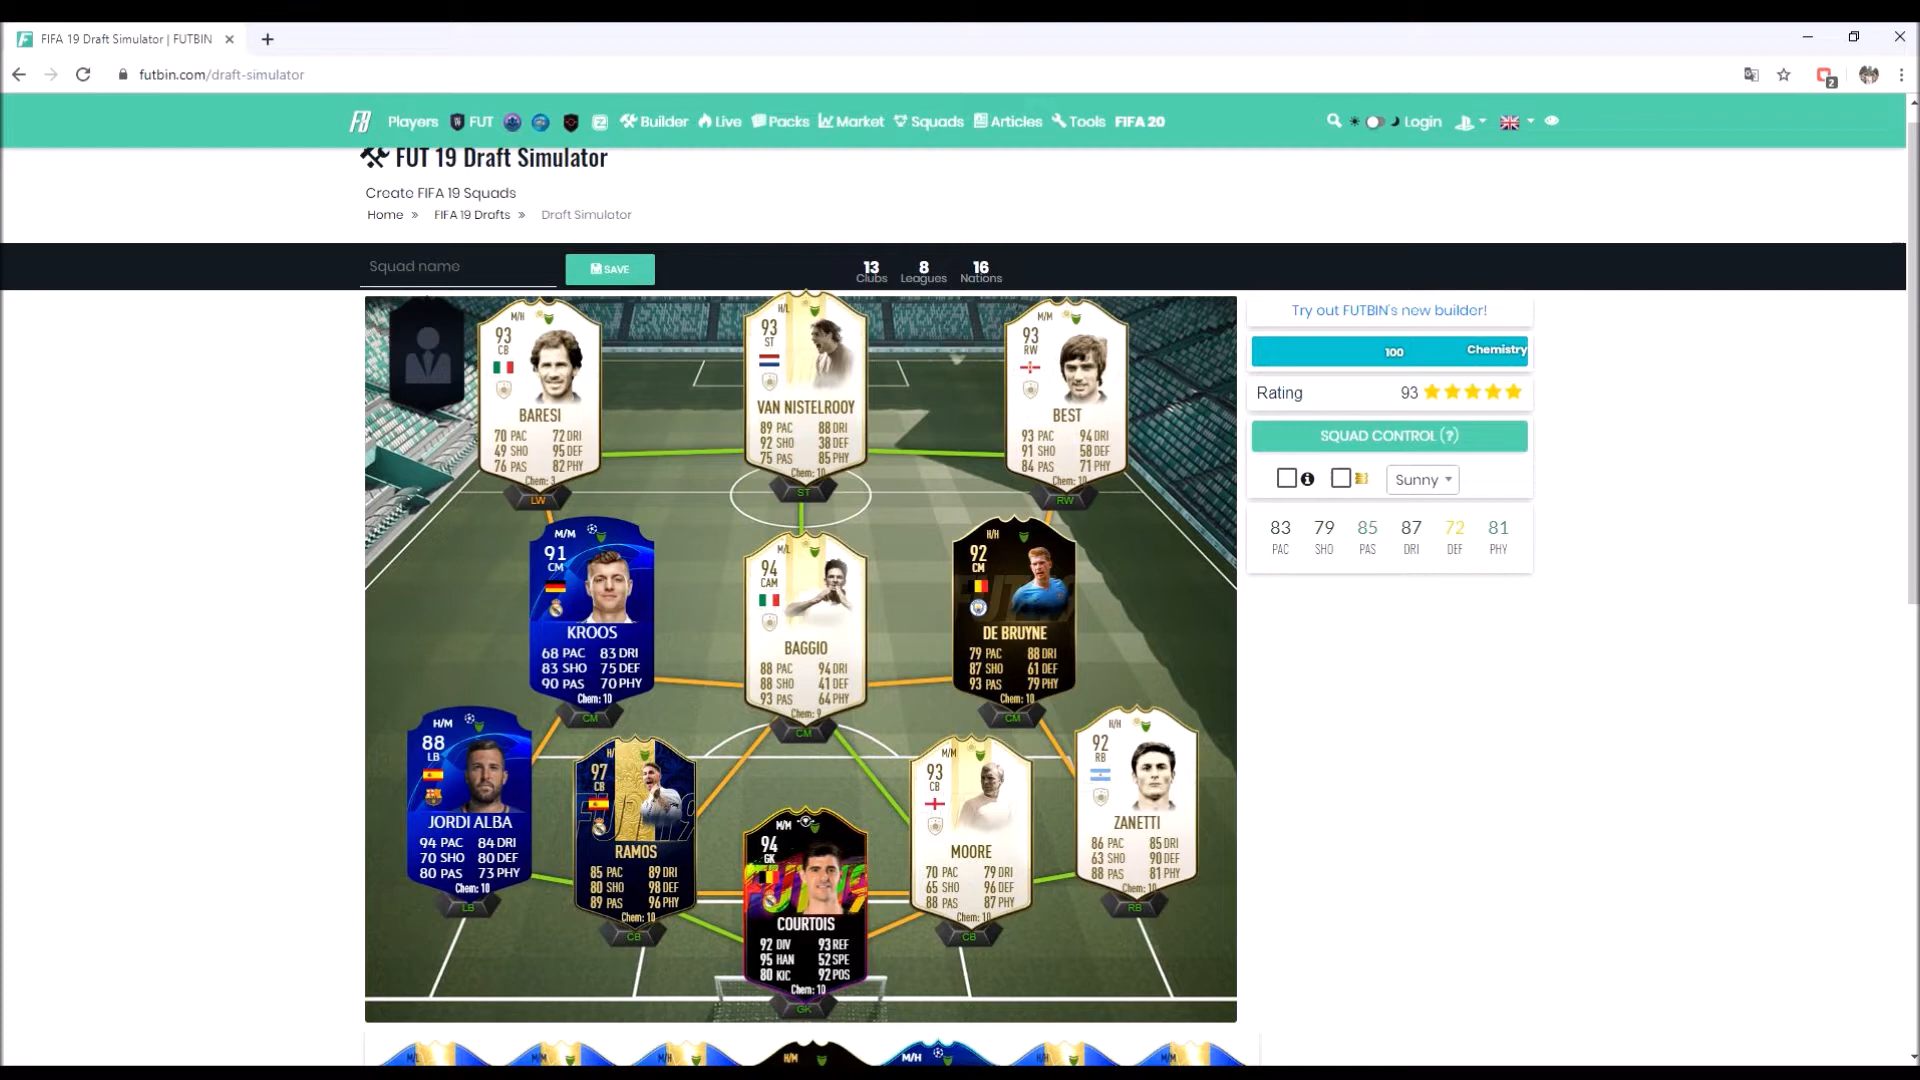 FIFA 19 Draft Simulator | FUTBIN
futbin.com/draft-simulator
2
FB Players FUT Builder Live Packs Market Squads Articles Tools FIFA 20 Login
FUT 19 Draft Simulator
Create FIFA 19 Squads
Home » FIFA 19 Drafts » Draft Simulator
Squad name
SAVE
13 8 16
Clubs Leagues Nations
Try out FUTBIN's new builder!
100 Chemistry
Rating 93
SQUAD CONTROL (?)
Sunny
83 79 85 87 72 81
PAC SHO PAS DRI DEF PHY
M/H
93
CB
BARESI
70 PAC 72 DRI
49 SHO 95 DEF
76 PAS 82 PHY
Chem: 3
LW
H/L
93
ST
VAN NISTELROOY
89 PAC 88 DRI
92 SHO 38 DEF
75 PAS 85 PHY
Chem: 10
ST
M/M
93
RW
BEST
93 PAC 94 DRI
91 SHO 58 DEF
84 PAS 71 PHY
Chem: 10
RW
M/M
91
CM
KROOS
68 PAC 83 DRI
83 SHO 75 DEF
90 PAS 70 PHY
Chem: 10
CM
M/L
94
CAM
BAGGIO
88 PAC 94 DRI
88 SHO 41 DEF
93 PAS 64 PHY
Chem: 9
CM
H/H
92
CM
DE BRUYNE
79 PAC 88 DRI
87 SHO 61 DEF
93 PAS 79 PHY
Chem: 10
CM
H/M
88
LB
JORDI ALBA
94 PAC 84 DRI
70 SHO 80 DEF
80 PAS 73 PHY
Chem: 10
LB
97
CB
RAMOS
85 PAC 89 DRI
80 SHO 98 DEF
89 PAS 96 PHY
Chem: 10
CB
M/M
94
GK
COURTOIS
92 DIV 93 REF
95 HAN 52 SPE
80 KIC 92 POS
Chem: 10
GK
M/M
93
CB
MOORE
70 PAC 79 DRI
65 SHO 96 DEF
88 PAS 87 PHY
Chem: 10
CB
H/H
92
RB
ZANETTI
86 PAC 85 DRI
63 SHO 90 DEF
88 PAS 81 PHY
Chem: 10
RB
M/L M/M M/H H/M M/H H/H M/M